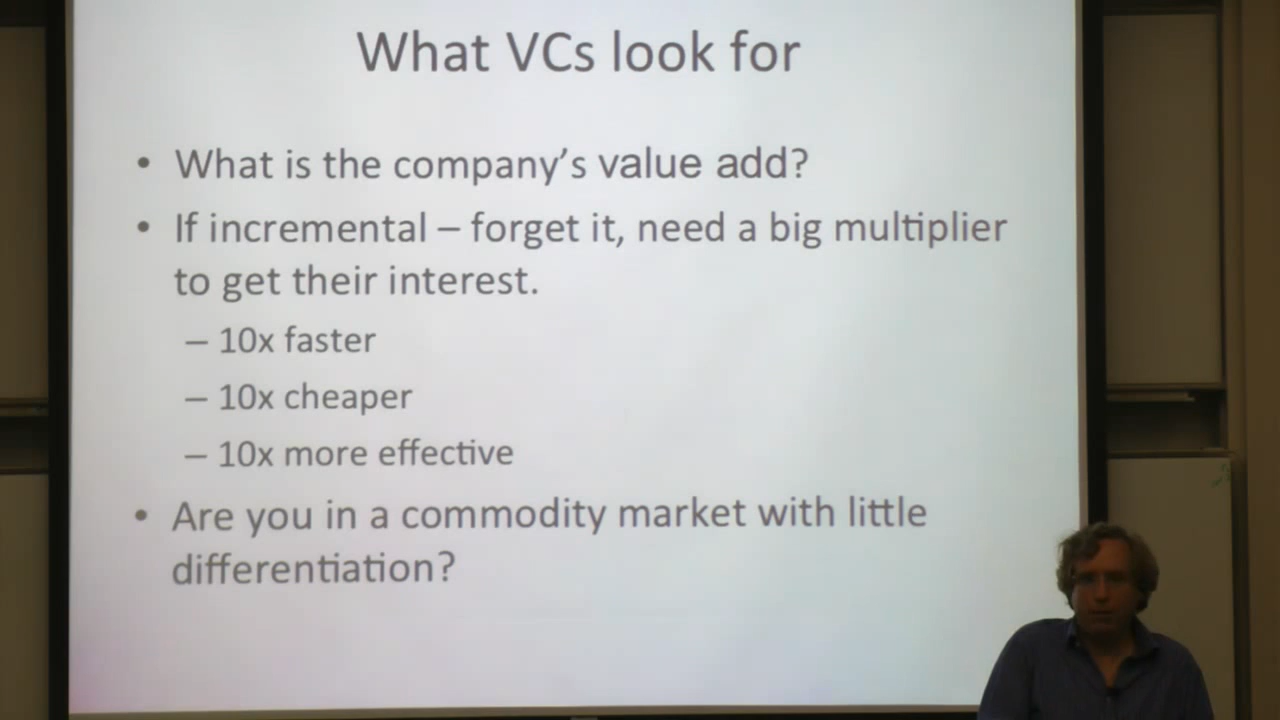 What VCs look for
• What is the company's value add?
• If incremental – forget it, need a big multiplier
to get their interest.
– 10x faster
– 10x cheaper
– 10x more effective
• Are you in a commodity market with little
differentiation?